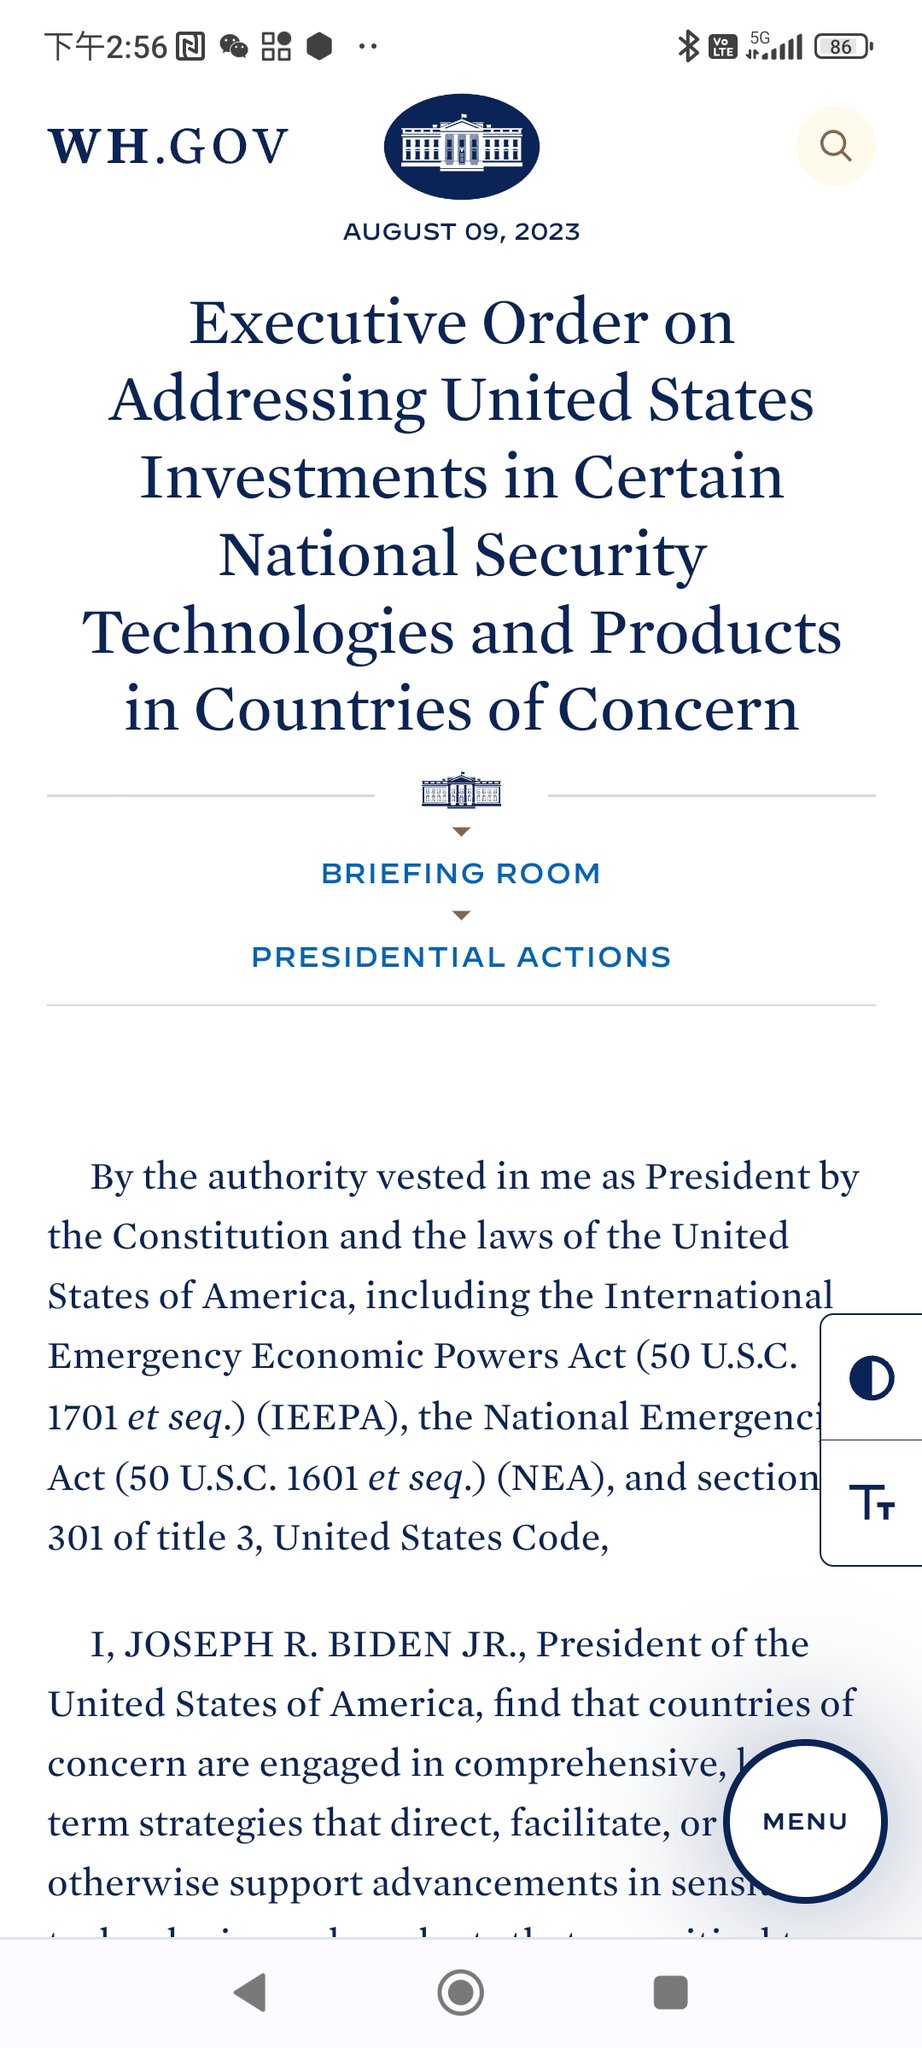 下午2:56
Vo LTE 5G 86
WH.GOV
AUGUST 09, 2023
Executive Order on
Addressing United States
Investments in Certain
National Security
Technologies and Products
in Countries of Concern
BRIEFING ROOM
PRESIDENTIAL ACTIONS
By the authority vested in me as President by
the Constitution and the laws of the United
States of America, including the International
Emergency Economic Powers Act (50 U.S.C.
1701 et seq.) (IEEPA), the National
Act (50 U.S.C. 1601 et seq.) (NEA), and section
301 of title 3, United States Code,
Tт
I, JOSEPH R. BIDEN JR., President of the
United States of America, find that countries of
concern are engaged in comprehensive,
term strategies that direct, facilitate, or
MENU
otherwise support advancements in